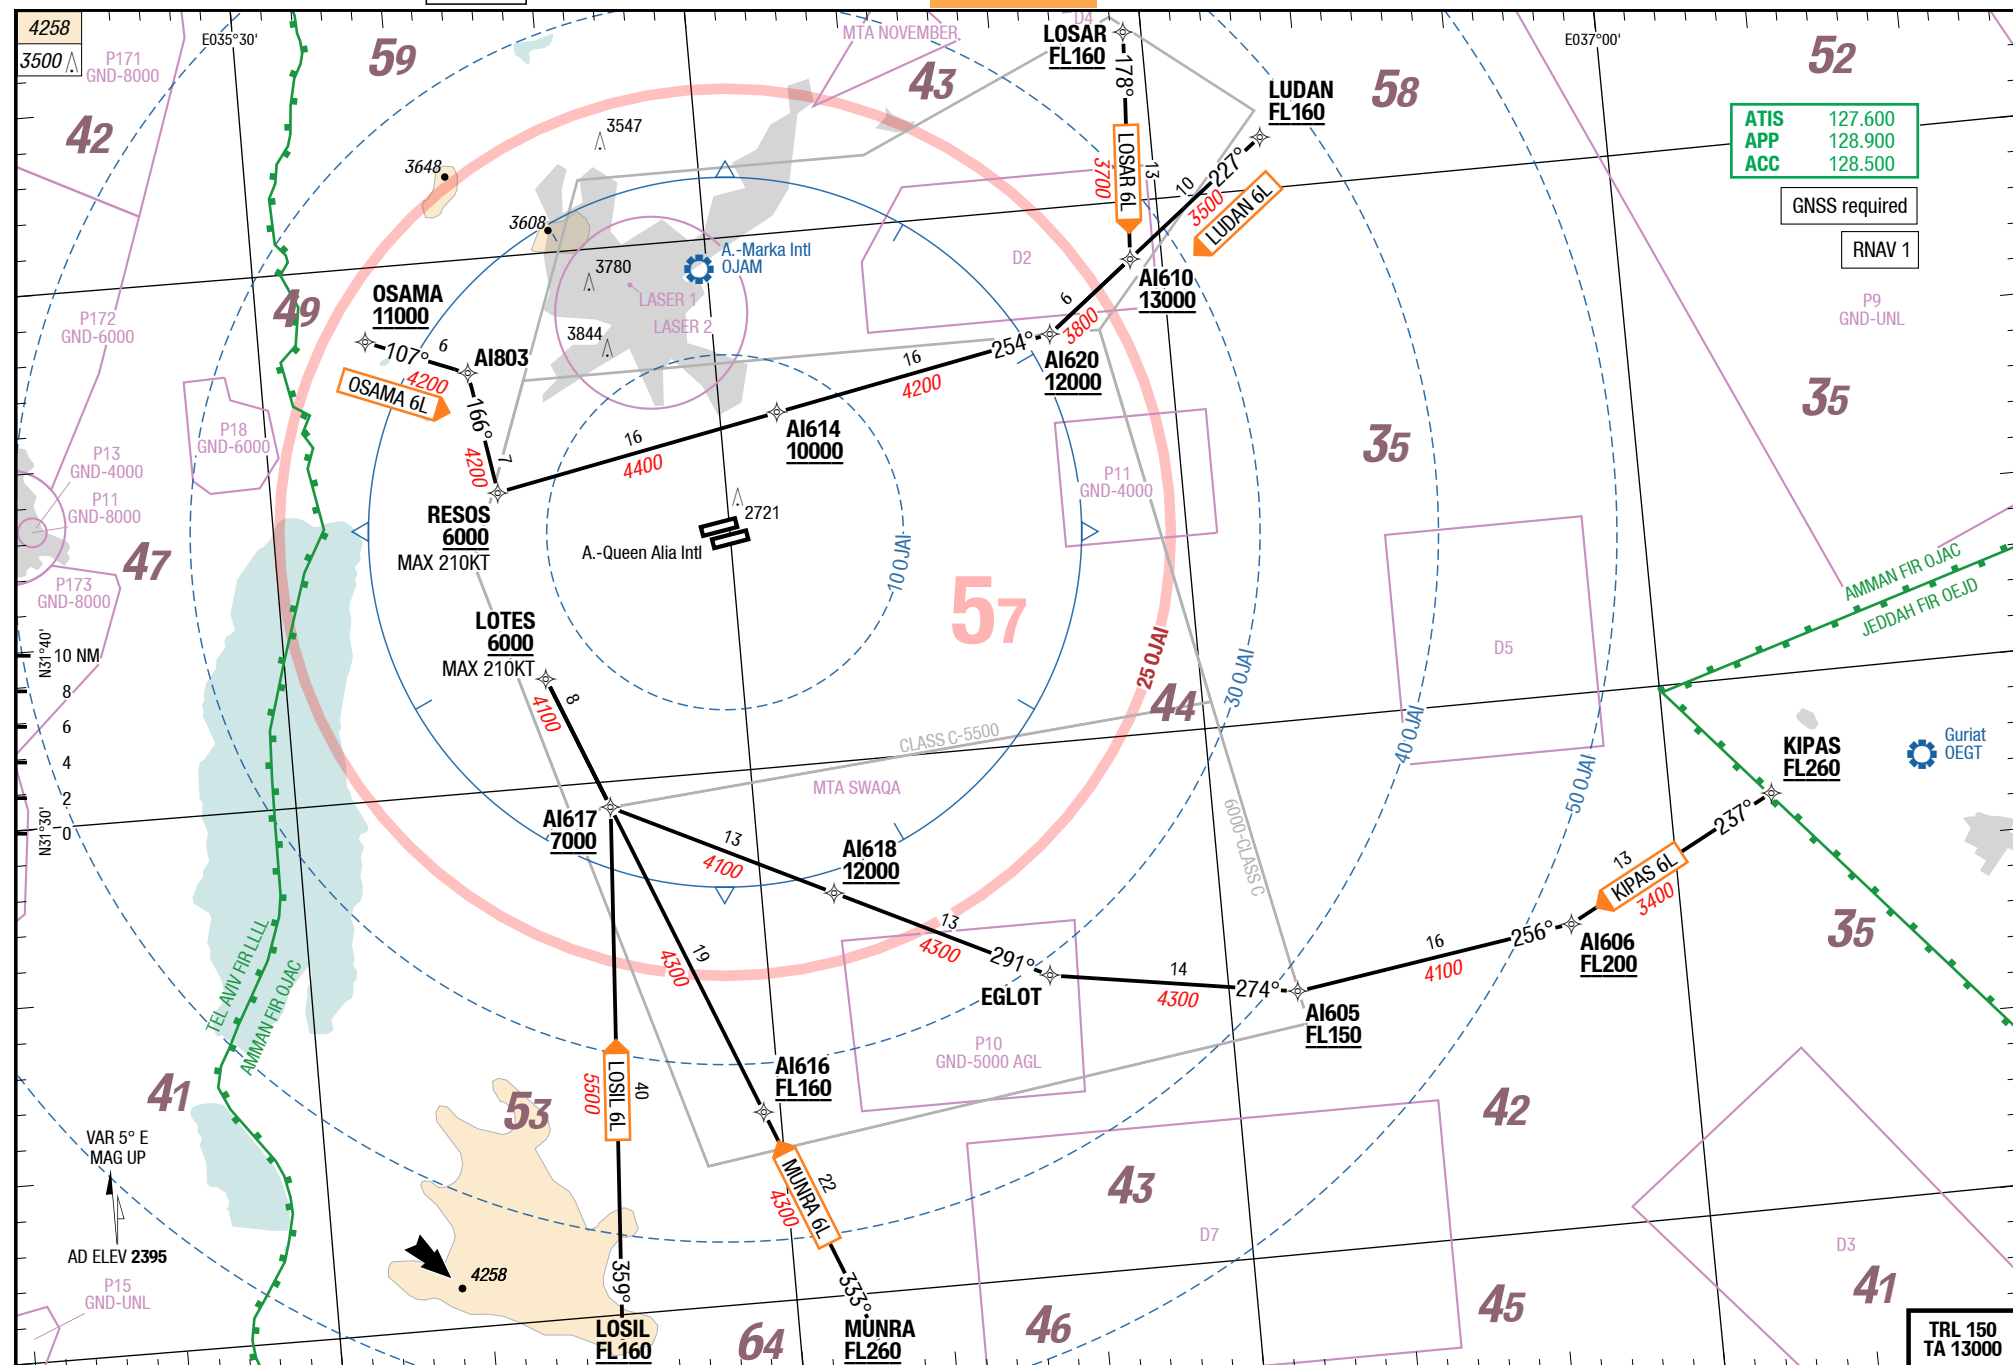 4258
3500
P171
GND-8000
59
E035°30'
MTA NOVEMBER
D4
LOSAR
FL160
43
178°
LUDAN
FL160
58
E037°00'
52
ATIS 127.600
APP 128.900
ACC 128.500
GNSS required
RNAV 1
42
3547
3648
3608
LOSAR 6L
3700
13
10
227°
3500
LUDAN 6L
A.-Marka Intl
OJAM
3780
LASER 1
LASER 2
3844
D2
AI610
13000
P9
GND-UNL
49
OSAMA
11000
P172
GND-6000
107°
6
4200
AI803
OSAMA 6L
166°
4200
7
6
3800
254°
AI620
12000
16
4200
35
P18
GND-6000
P13
GND-4000
P11
GND-8000
AI614
10000
16
4400
P11
GND-4000
35
RESOS
6000
MAX 210KT
2721
A.-Queen Alia Intl
10 OJAI
47
P173
GND-8000
57
AMMAN FIR OJAC
JEDDAH FIR OEJD
LOTES
6000
MAX 210KT
N31°40'
10 NM
8
6
4
2
0
N31°30'
8
4100
25 OJAI
30 OJAI
40 OJAI
50 OJAI
44
D5
CLASS C-5500
MTA SWAQA
6000-CLASS C
KIPAS
FL260
Guriat
OEGT
237°
AI617
7000
13
4100
AI618
12000
13
KIPAS 6L
3400
13
4300
291°
EGLOT
14
4300
274°
AI605
FL150
16
4100
256°
AI606
FL200
35
TEL AVIV FIR LLLL
AMMAN FIR OJAC
19
4300
P10
GND-5000 AGL
AI616
FL160
41
53
LOSIL 6L
40
5500
42
VAR 5° E
MAG UP
AD ELEV 2395
MUNRA 6L
22
4300
43
D7
D3
P15
GND-UNL
4258
359°
LOSIL
FL160
333°
MUNRA
FL260
64
46
45
41
TRL 150
TA 13000